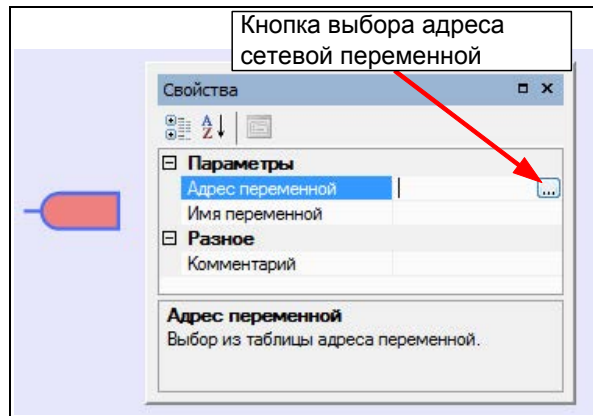 Кнопка выбора адреса
сетевой переменной
Свойства
Параметры
Адрес переменной
...
Имя переменной
Разное
Комментарий
Адрес переменной
Выбор из таблицы адреса переменной.